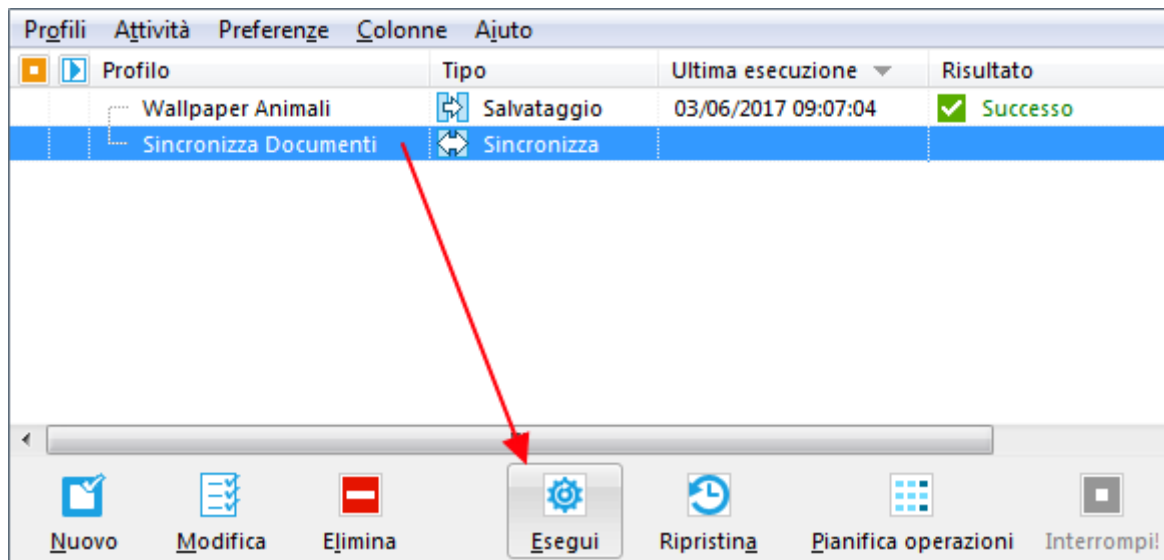 Profili Attività Preferenze Colonne Aiuto
Profilo Tipo Ultima esecuzione Risultato
Wallpaper Animali Salvataggio 03/06/2017 09:07:04 Successo
Sincronizza Documenti Sincronizza
Nuovo Modifica Elimina Esegui Ripristina Pianifica operazioni Interrompi!